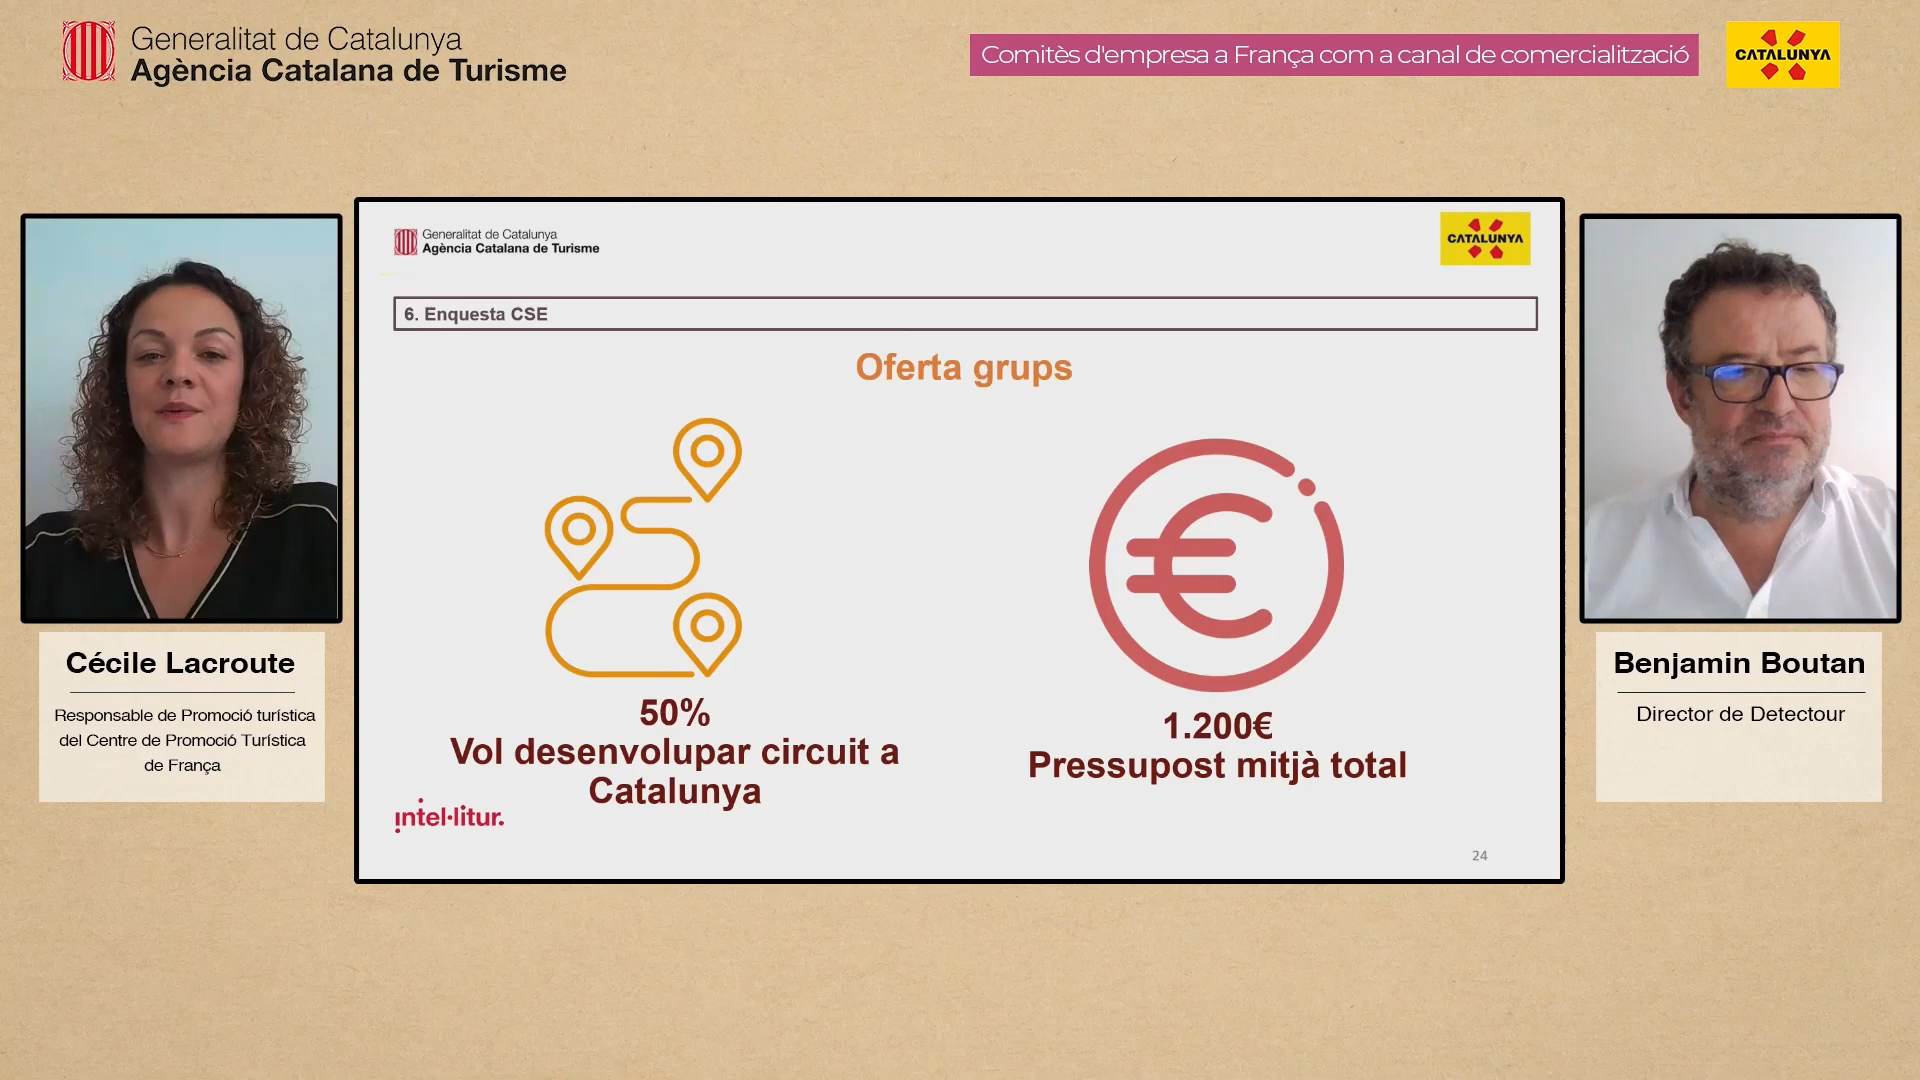 Generalitat de Catalunya
Agència Catalana de Turisme
Comitès d'empresa a França com a canal de comercialització
CATALUNYA
Generalitat de Catalunya
Agència Catalana de Turisme
CATALUNYA
6. Enquesta CSE
Oferta grups
50%
Vol desenvolupar circuit a
Catalunya
1.200€
Pressupost mitjà total
intel·litur.
24
Cécile Lacroute
Responsable de Promoció turística
del Centre de Promoció Turística
de França
Benjamin Boutan
Director de Detectour